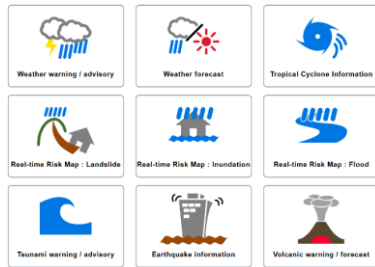 Weather warning / advisory
Weather forecast
Tropical Cyclone Information
Real-time Risk Map : Landslide
Real-time Risk Map : Inundation
Real-time Risk Map : Flood
Tsunami warning / advisory
Earthquake information
Volcanic warning / forecast